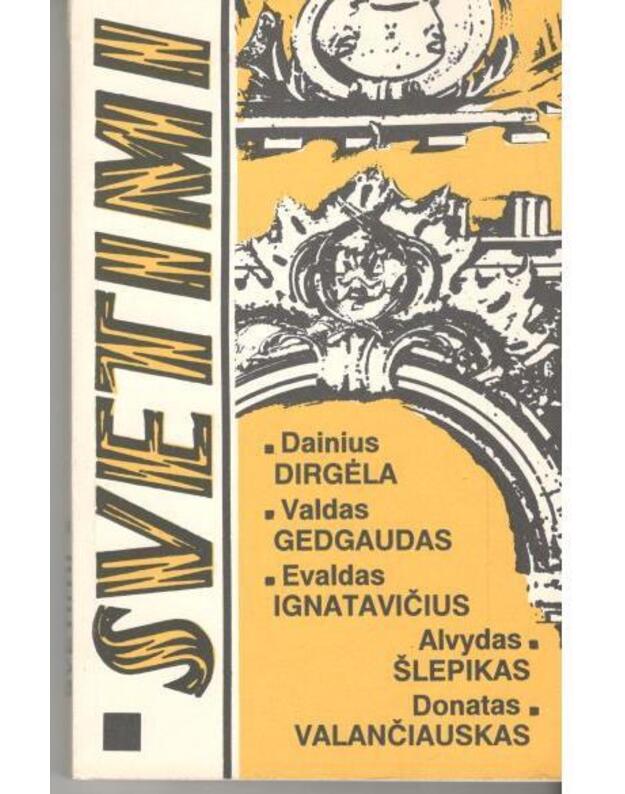 SVETIMI
Dainius
DIRGĖLA
Valdas
GEDGAUDAS
Evaldas
IGNATAVIČIUS
Alvydas
ŠLEPIKAS
Donatas
VALANČIAUSKAS